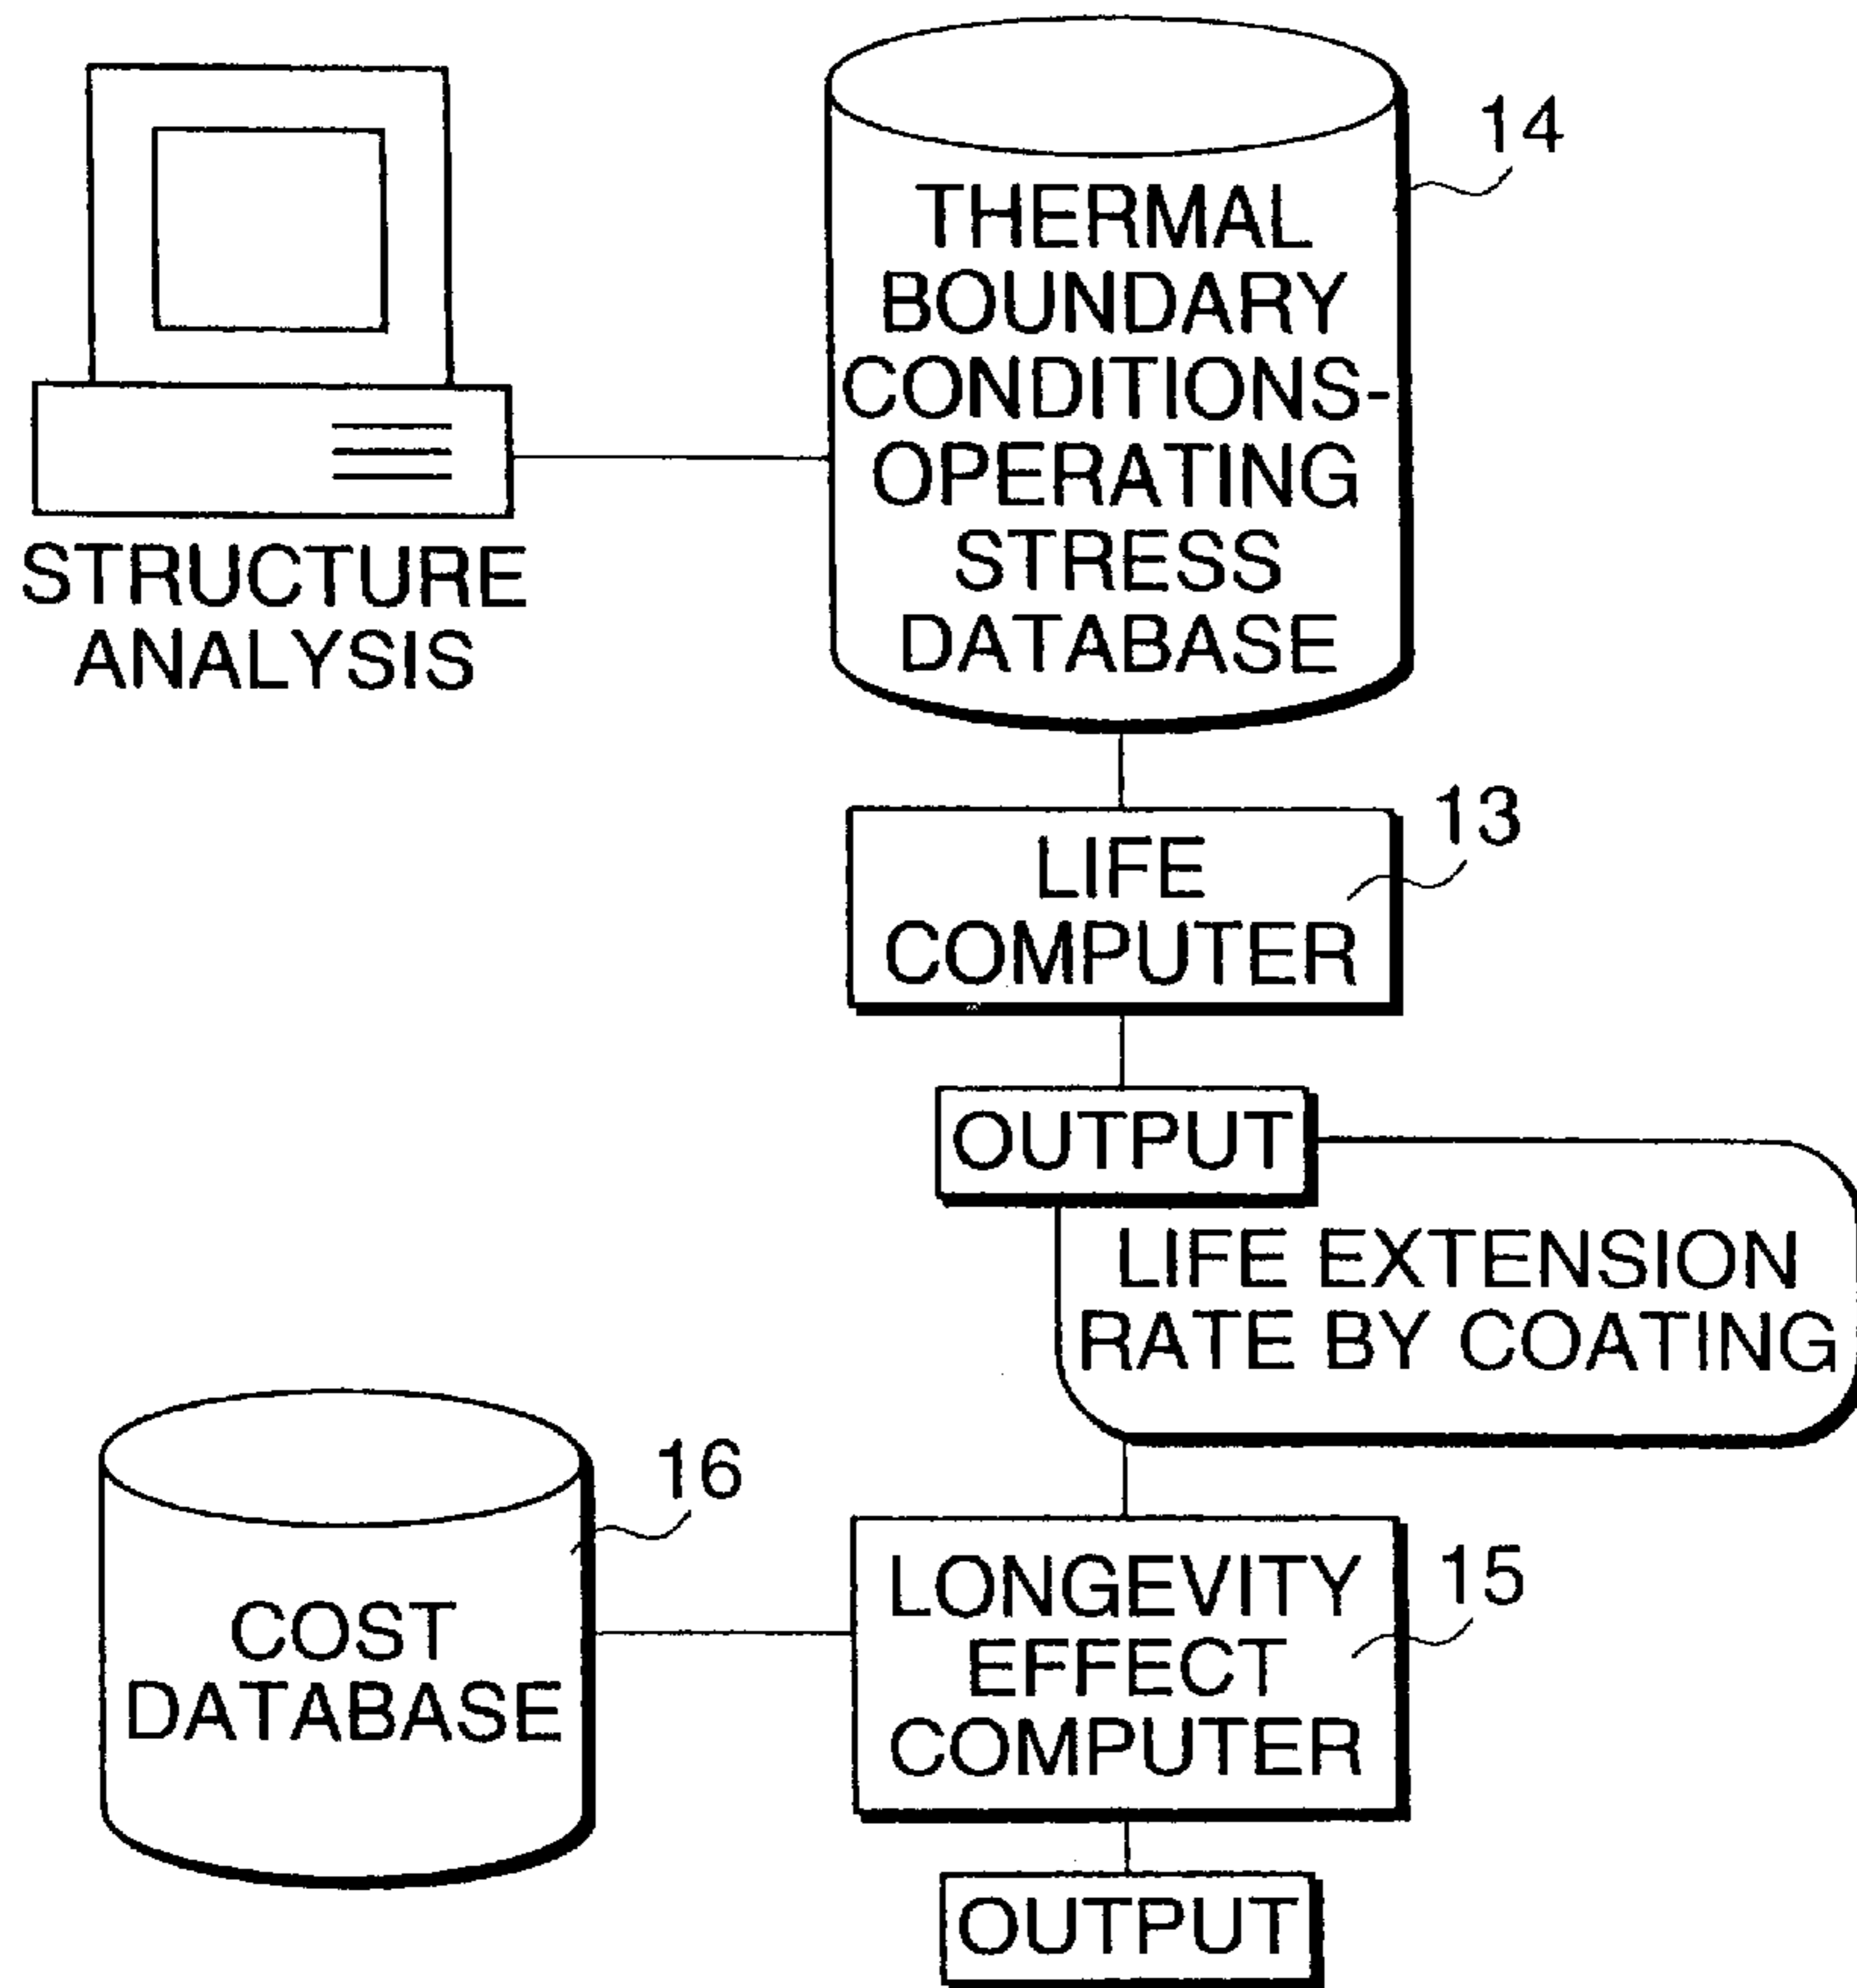 14
THERMAL
BOUNDARY
CONDITIONS-
OPERATING
STRESS
DATABASE
STRUCTURE
ANALYSIS
13
LIFE
COMPUTER
OUTPUT
LIFE EXTENSION
RATE BY COATING
16
COST
DATABASE
15
LONGEVITY
EFFECT
COMPUTER
OUTPUT